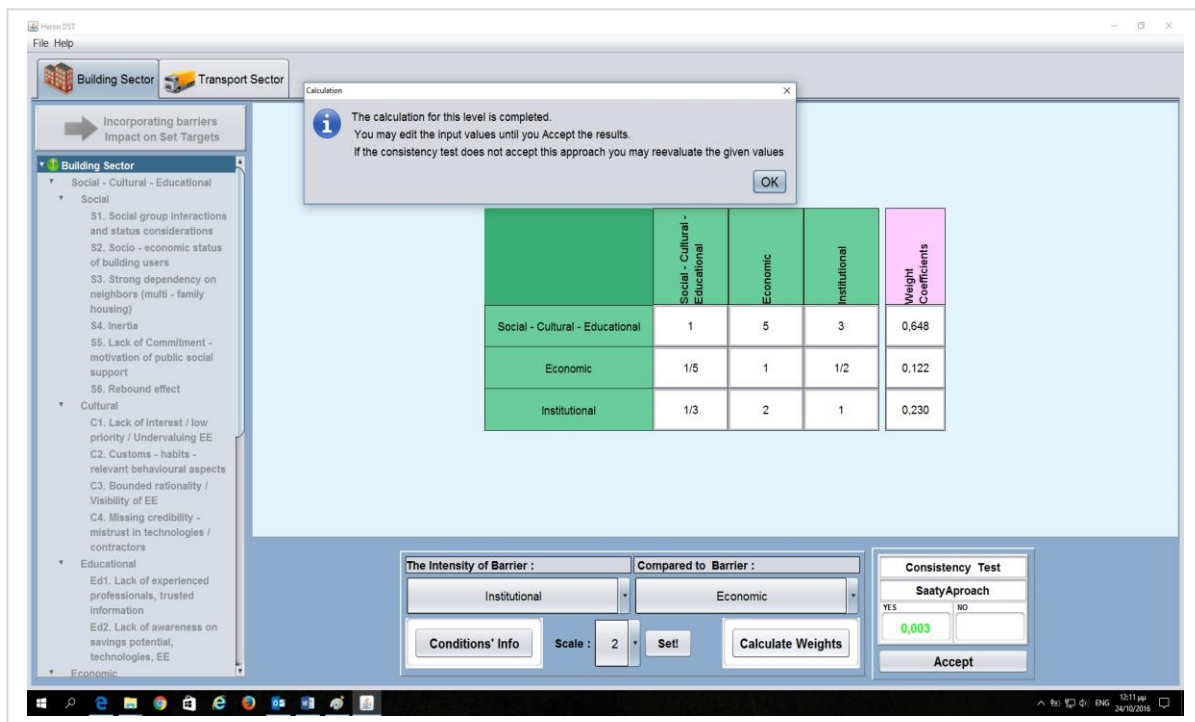 Heron DST
File Help
Building Sector
Transport Sector
Calculation
The calculation for this level is completed.
You may edit the input values until you Accept the results.
If the consistency test does not accept this approach you may reevaluate the given values
OK
Incorporating barriers
Impact on Set Targets
Building Sector
Social - Cultural - Educational
Social
S1. Social group interactions
and status considerations
S2. Socio - economic status
of building users
S3. Strong dependency on
neighbors (multi - family
housing)
S4. Inertia
S5. Lack of Commitment -
motivation of public social
support
S6. Rebound effect
Cultural
C1. Lack of interest / low
priority / Undervaluing EE
C2. Customs - habits -
relevant behavioural aspects
C3. Bounded rationality /
Visibility of EE
C4. Missing credibility -
mistrust in technologies /
contractors
Educational
Ed1. Lack of experienced
professionals, trusted
information
Ed2. Lack of awareness on
savings potential,
technologies, EE
Economic
Social - Cultural -
Educational
Economic
Institutional
Weight
Coefficients
Social - Cultural - Educational 1 5 3 0,648
Economic 1/5 1 1/2 0,122
Institutional 1/3 2 1 0,230
The Intensity of Barrier : Compared to Barrier :
Institutional Economic
Conditions' Info Scale : 2 Set! Calculate Weights
Consistency Test
SaatyAproach
YES NO
0,003
Accept
ENG
12:11 μμ
24/10/2016